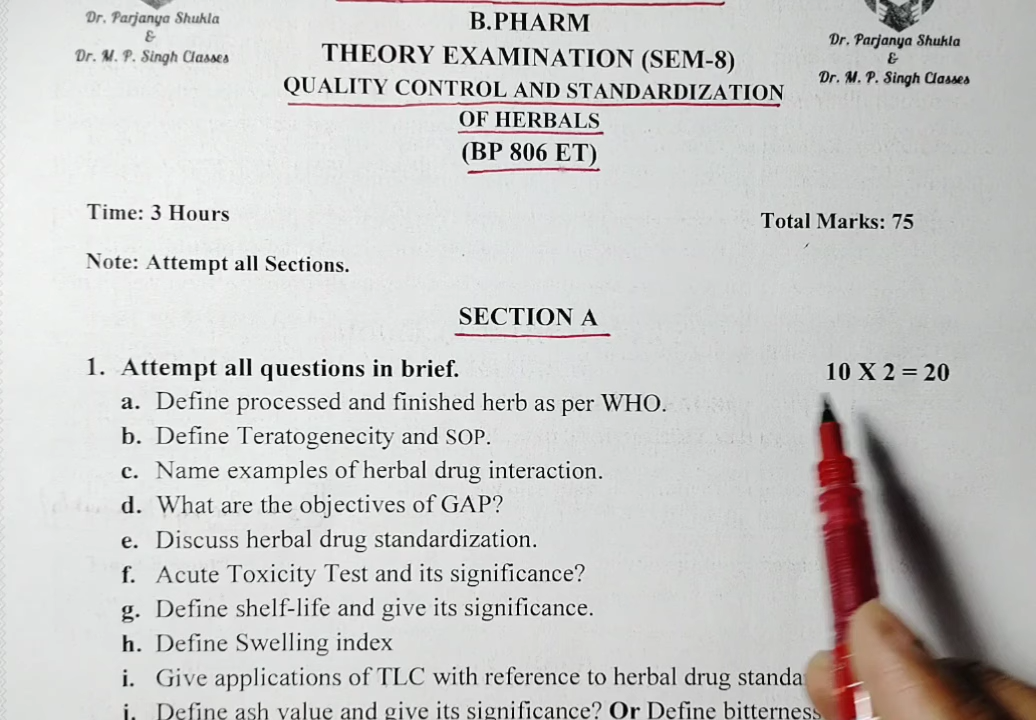 Dr. Parjanya Shukla
&
Dr. M. P. Singh Classes
B.PHARM
THEORY EXAMINATION (SEM-8)
QUALITY CONTROL AND STANDARDIZATION
OF HERBALS
(BP 806 ET)
Dr. Parjanya Shukla
&
Dr. M. P. Singh Classes
Time: 3 Hours
Total Marks: 75
Note: Attempt all Sections.
SECTION A
1. Attempt all questions in brief. 10 X 2 = 20
a. Define processed and finished herb as per WHO.
b. Define Teratogenecity and SOP.
c. Name examples of herbal drug interaction.
d. What are the objectives of GAP?
e. Discuss herbal drug standardization.
f. Acute Toxicity Test and its significance?
g. Define shelf-life and give its significance.
h. Define Swelling index
i. Give applications of TLC with reference to herbal drug standa
j. Define ash value and give its significance? Or Define bitterness